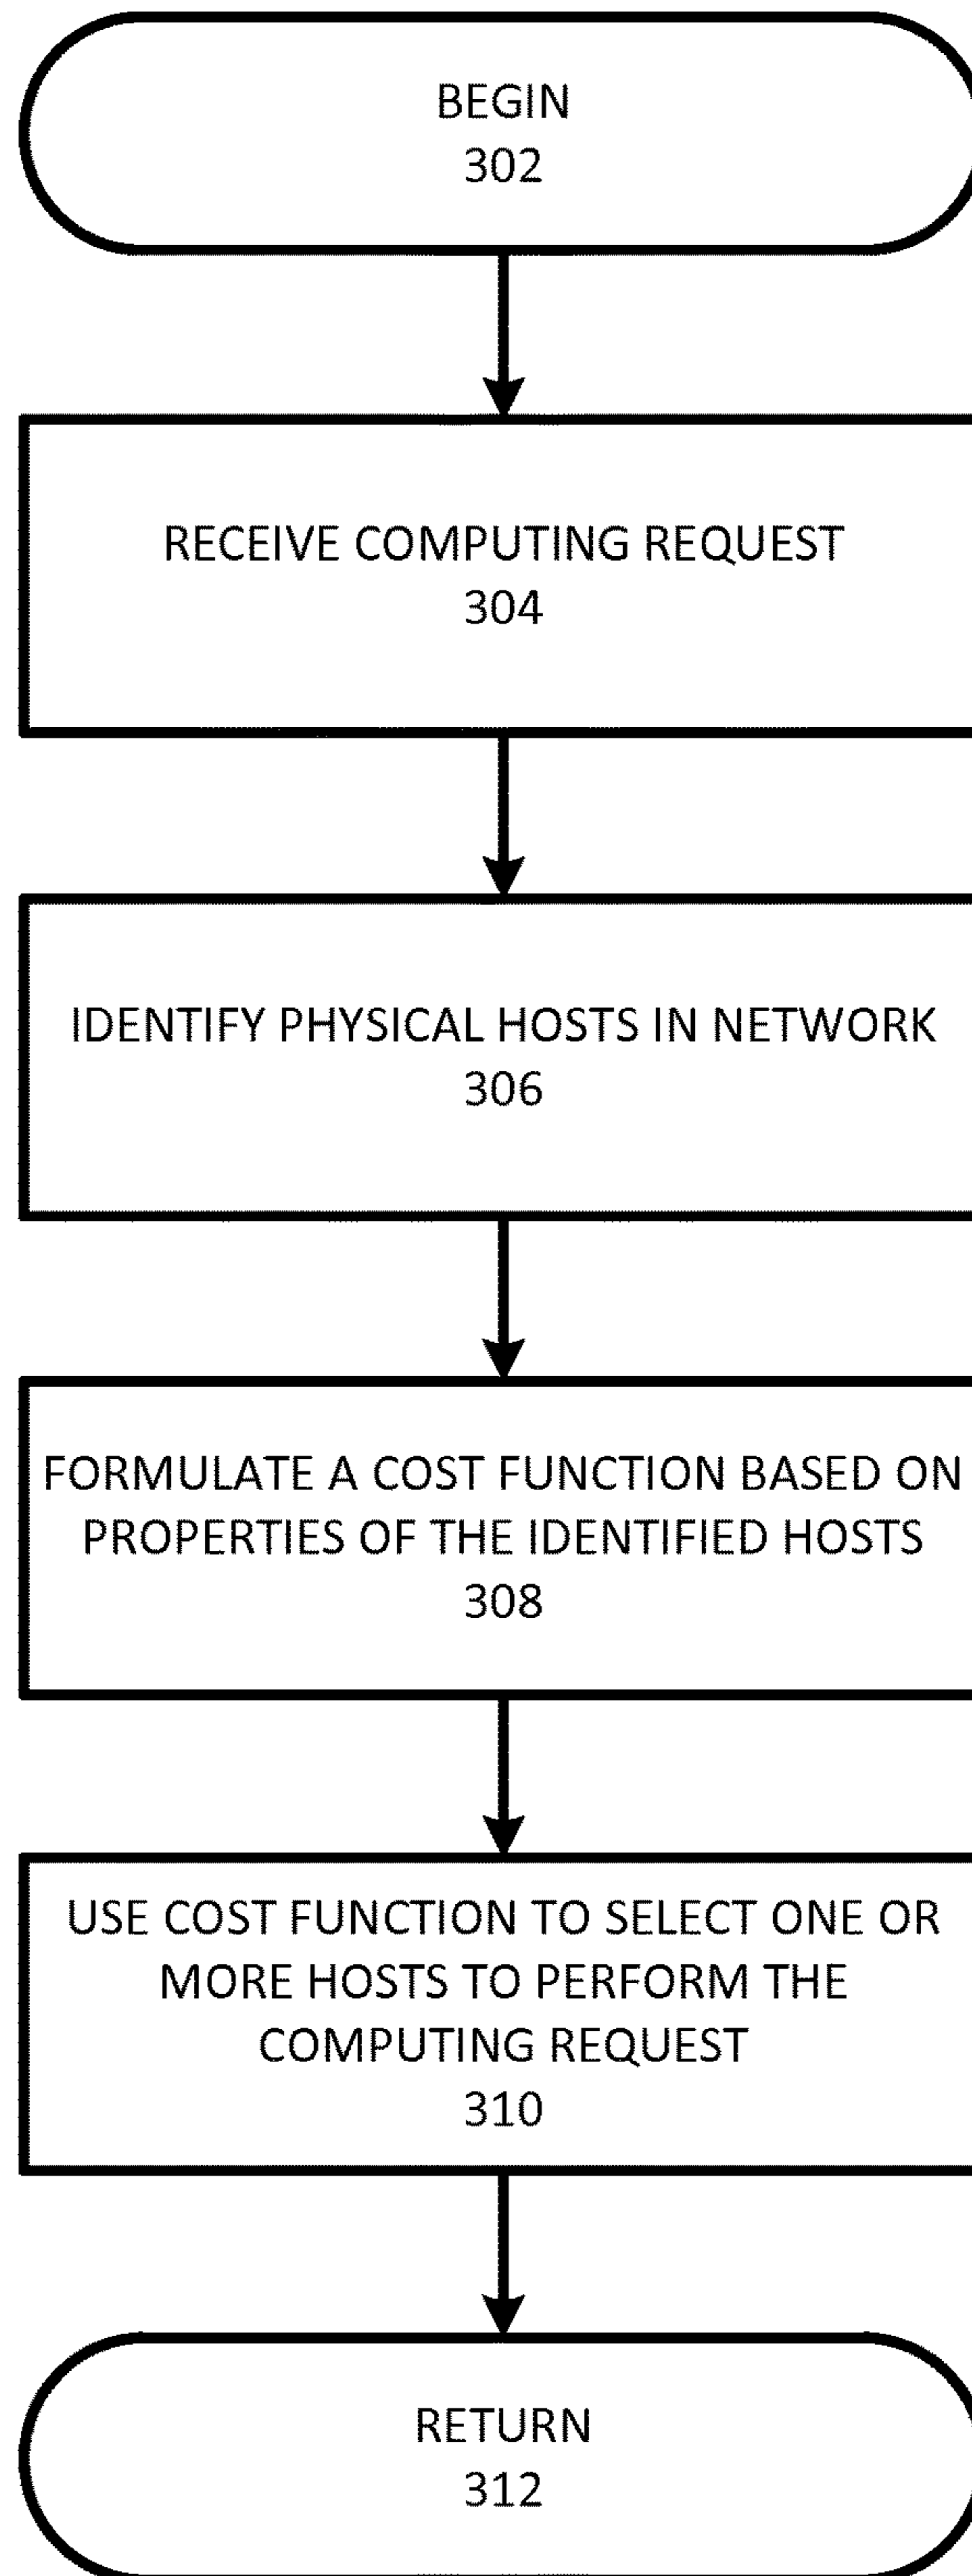 BEGIN
302
RECEIVE COMPUTING REQUEST
304
IDENTIFY PHYSICAL HOSTS IN NETWORK
306
FORMULATE A COST FUNCTION BASED ON
PROPERTIES OF THE IDENTIFIED HOSTS
308
USE COST FUNCTION TO SELECT ONE OR
MORE HOSTS TO PERFORM THE
COMPUTING REQUEST
310
RETURN
312